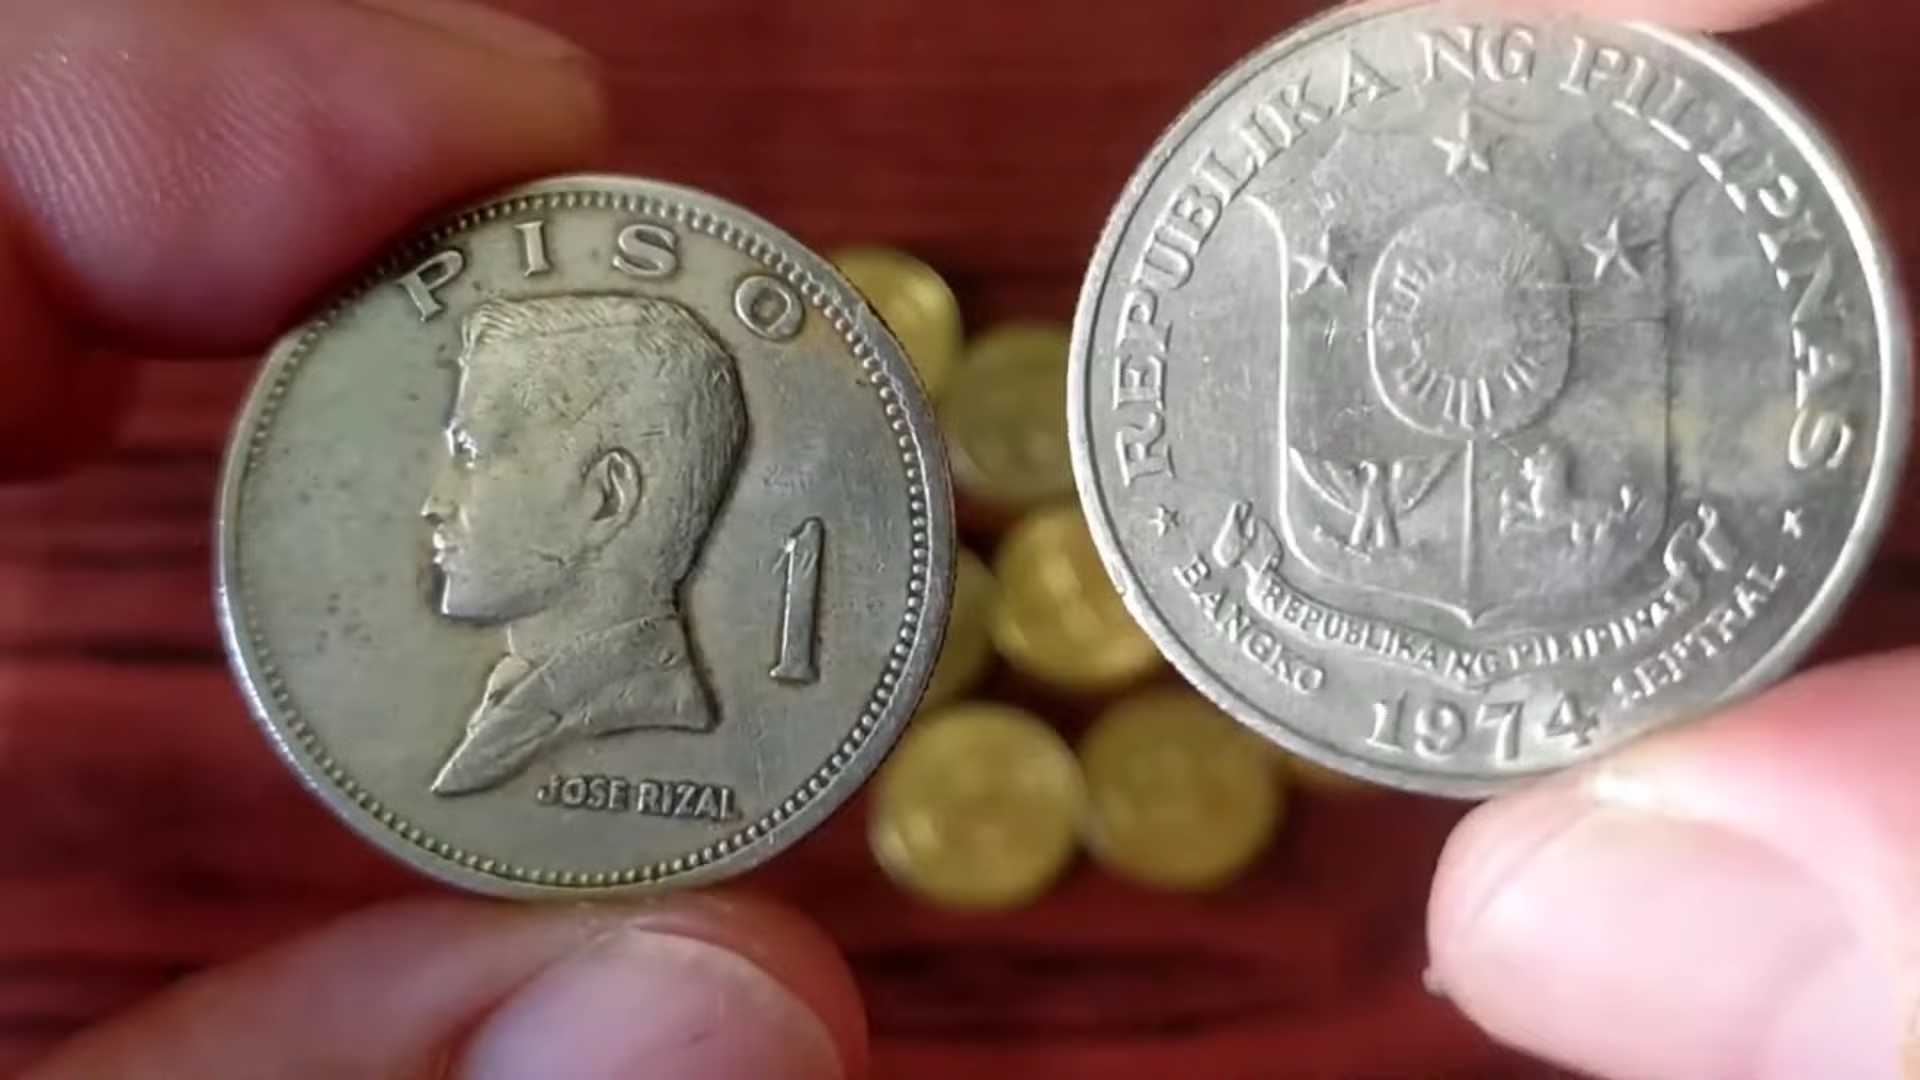 PISO
1
JOSE RIZAL
REPUBLIKA NG PILIPINAS
REPUBLIKA NG PILIPINAS
BANGKO SENTRAL
1974